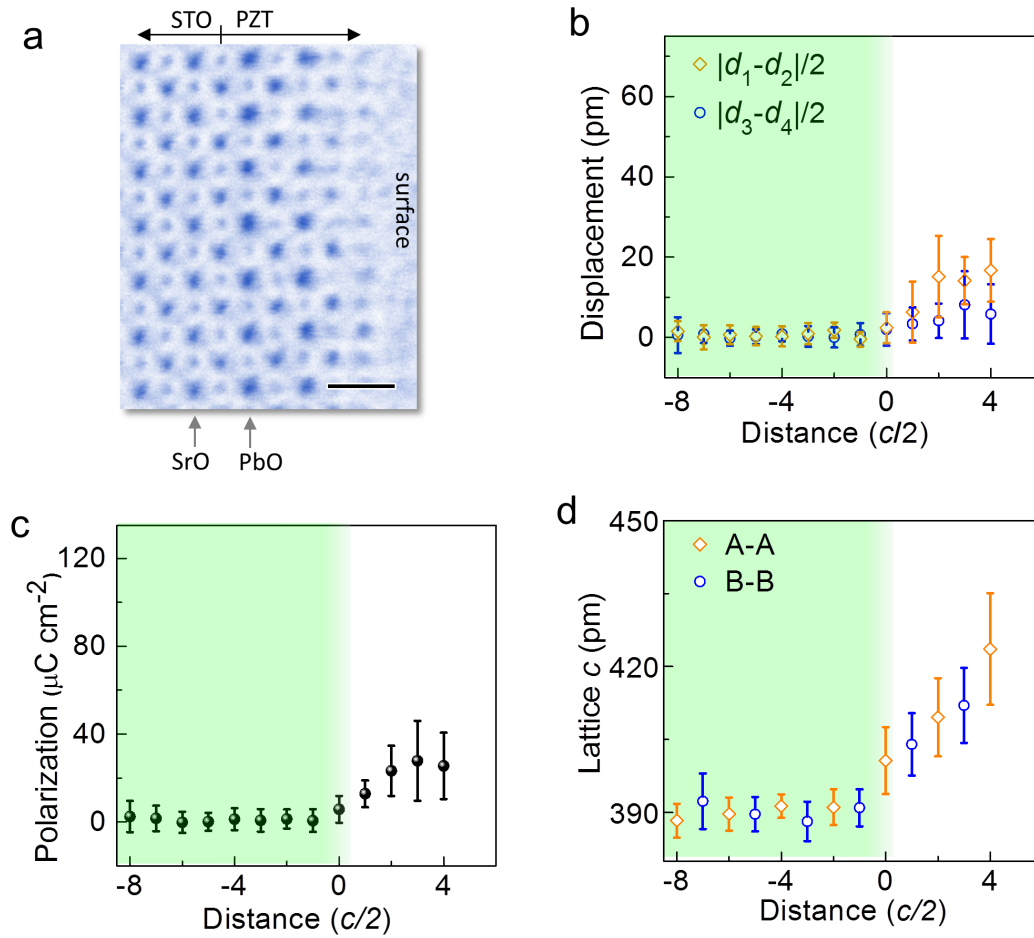 a
STO PZT
surface
SrO PbO
b
|d1-d2|/2
|d3-d4|/2
Displacement (pm)
60
40
20
0
-8 -4 0 4
Distance (c/2)
c
Polarization (μC cm-2)
120
80
40
0
-8 -4 0 4
Distance (c/2)
d
A-A
B-B
Lattice c (pm)
450
420
390
-8 -4 0 4
Distance (c/2)